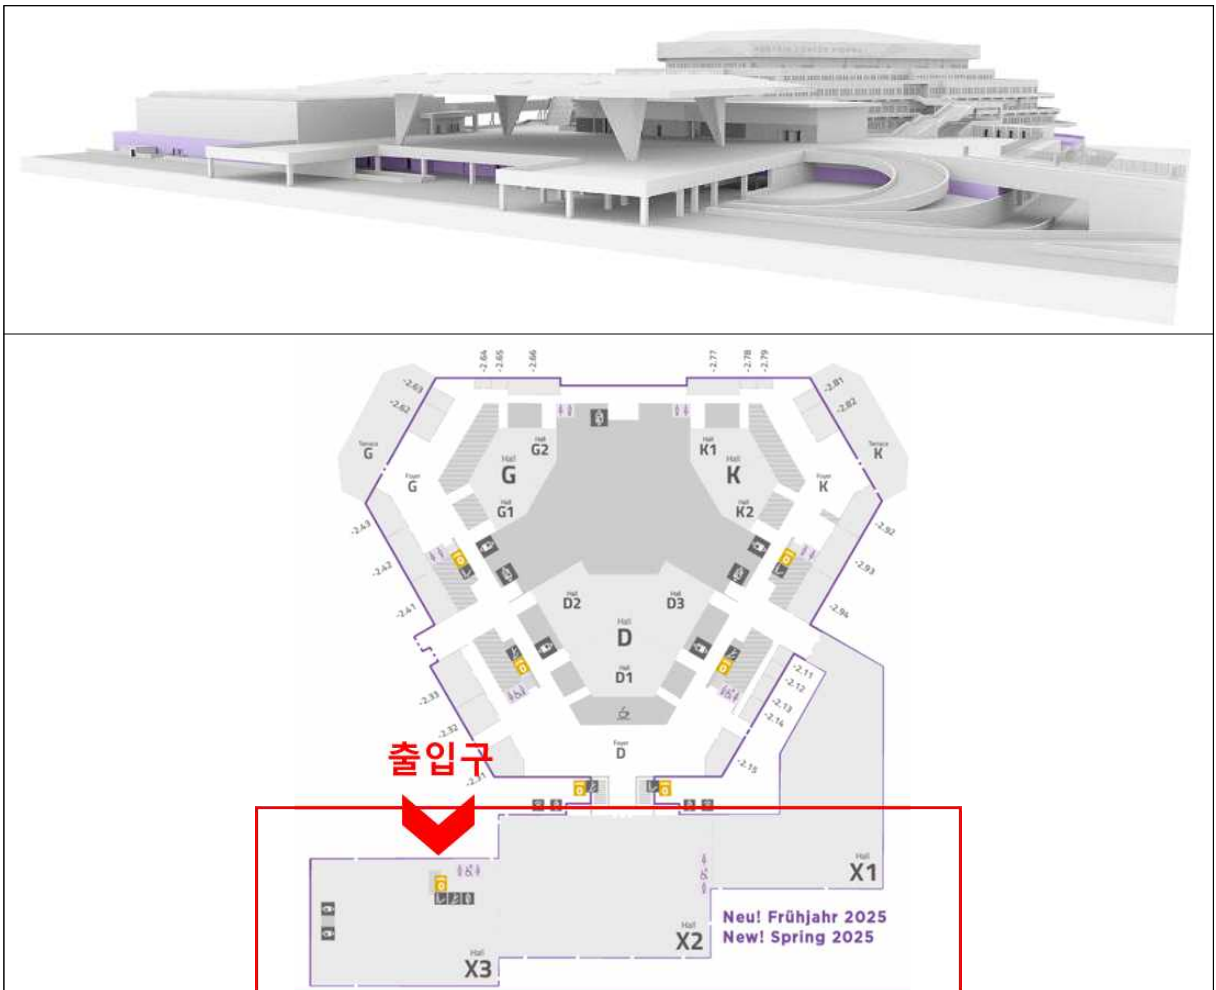 AUSTRIA CENTER VIENNA
-2.64
-2.65
-2.66
-2.77
-2.78
-2.79
-2.63
-2.62
-2.81
-2.82
Terrace
G
Hall
G2
Hall
K1
Terrace
K
Hall
G
Hall
K
Foyer
G
Foyer
K
Hall
G1
Hall
K2
-2.43
-2.92
-2.42
-2.93
-2.41
-2.94
Hall
D2
Hall
D3
Hall
D
Hall
D1
-2.11
-2.12
-2.13
-2.14
-2.33
-2.32
Foyer
D
-2.15
출입구
-2.31
Hall
X1
Neu! Frühjahr 2025
New! Spring 2025
Hall
X2
Hall
X3